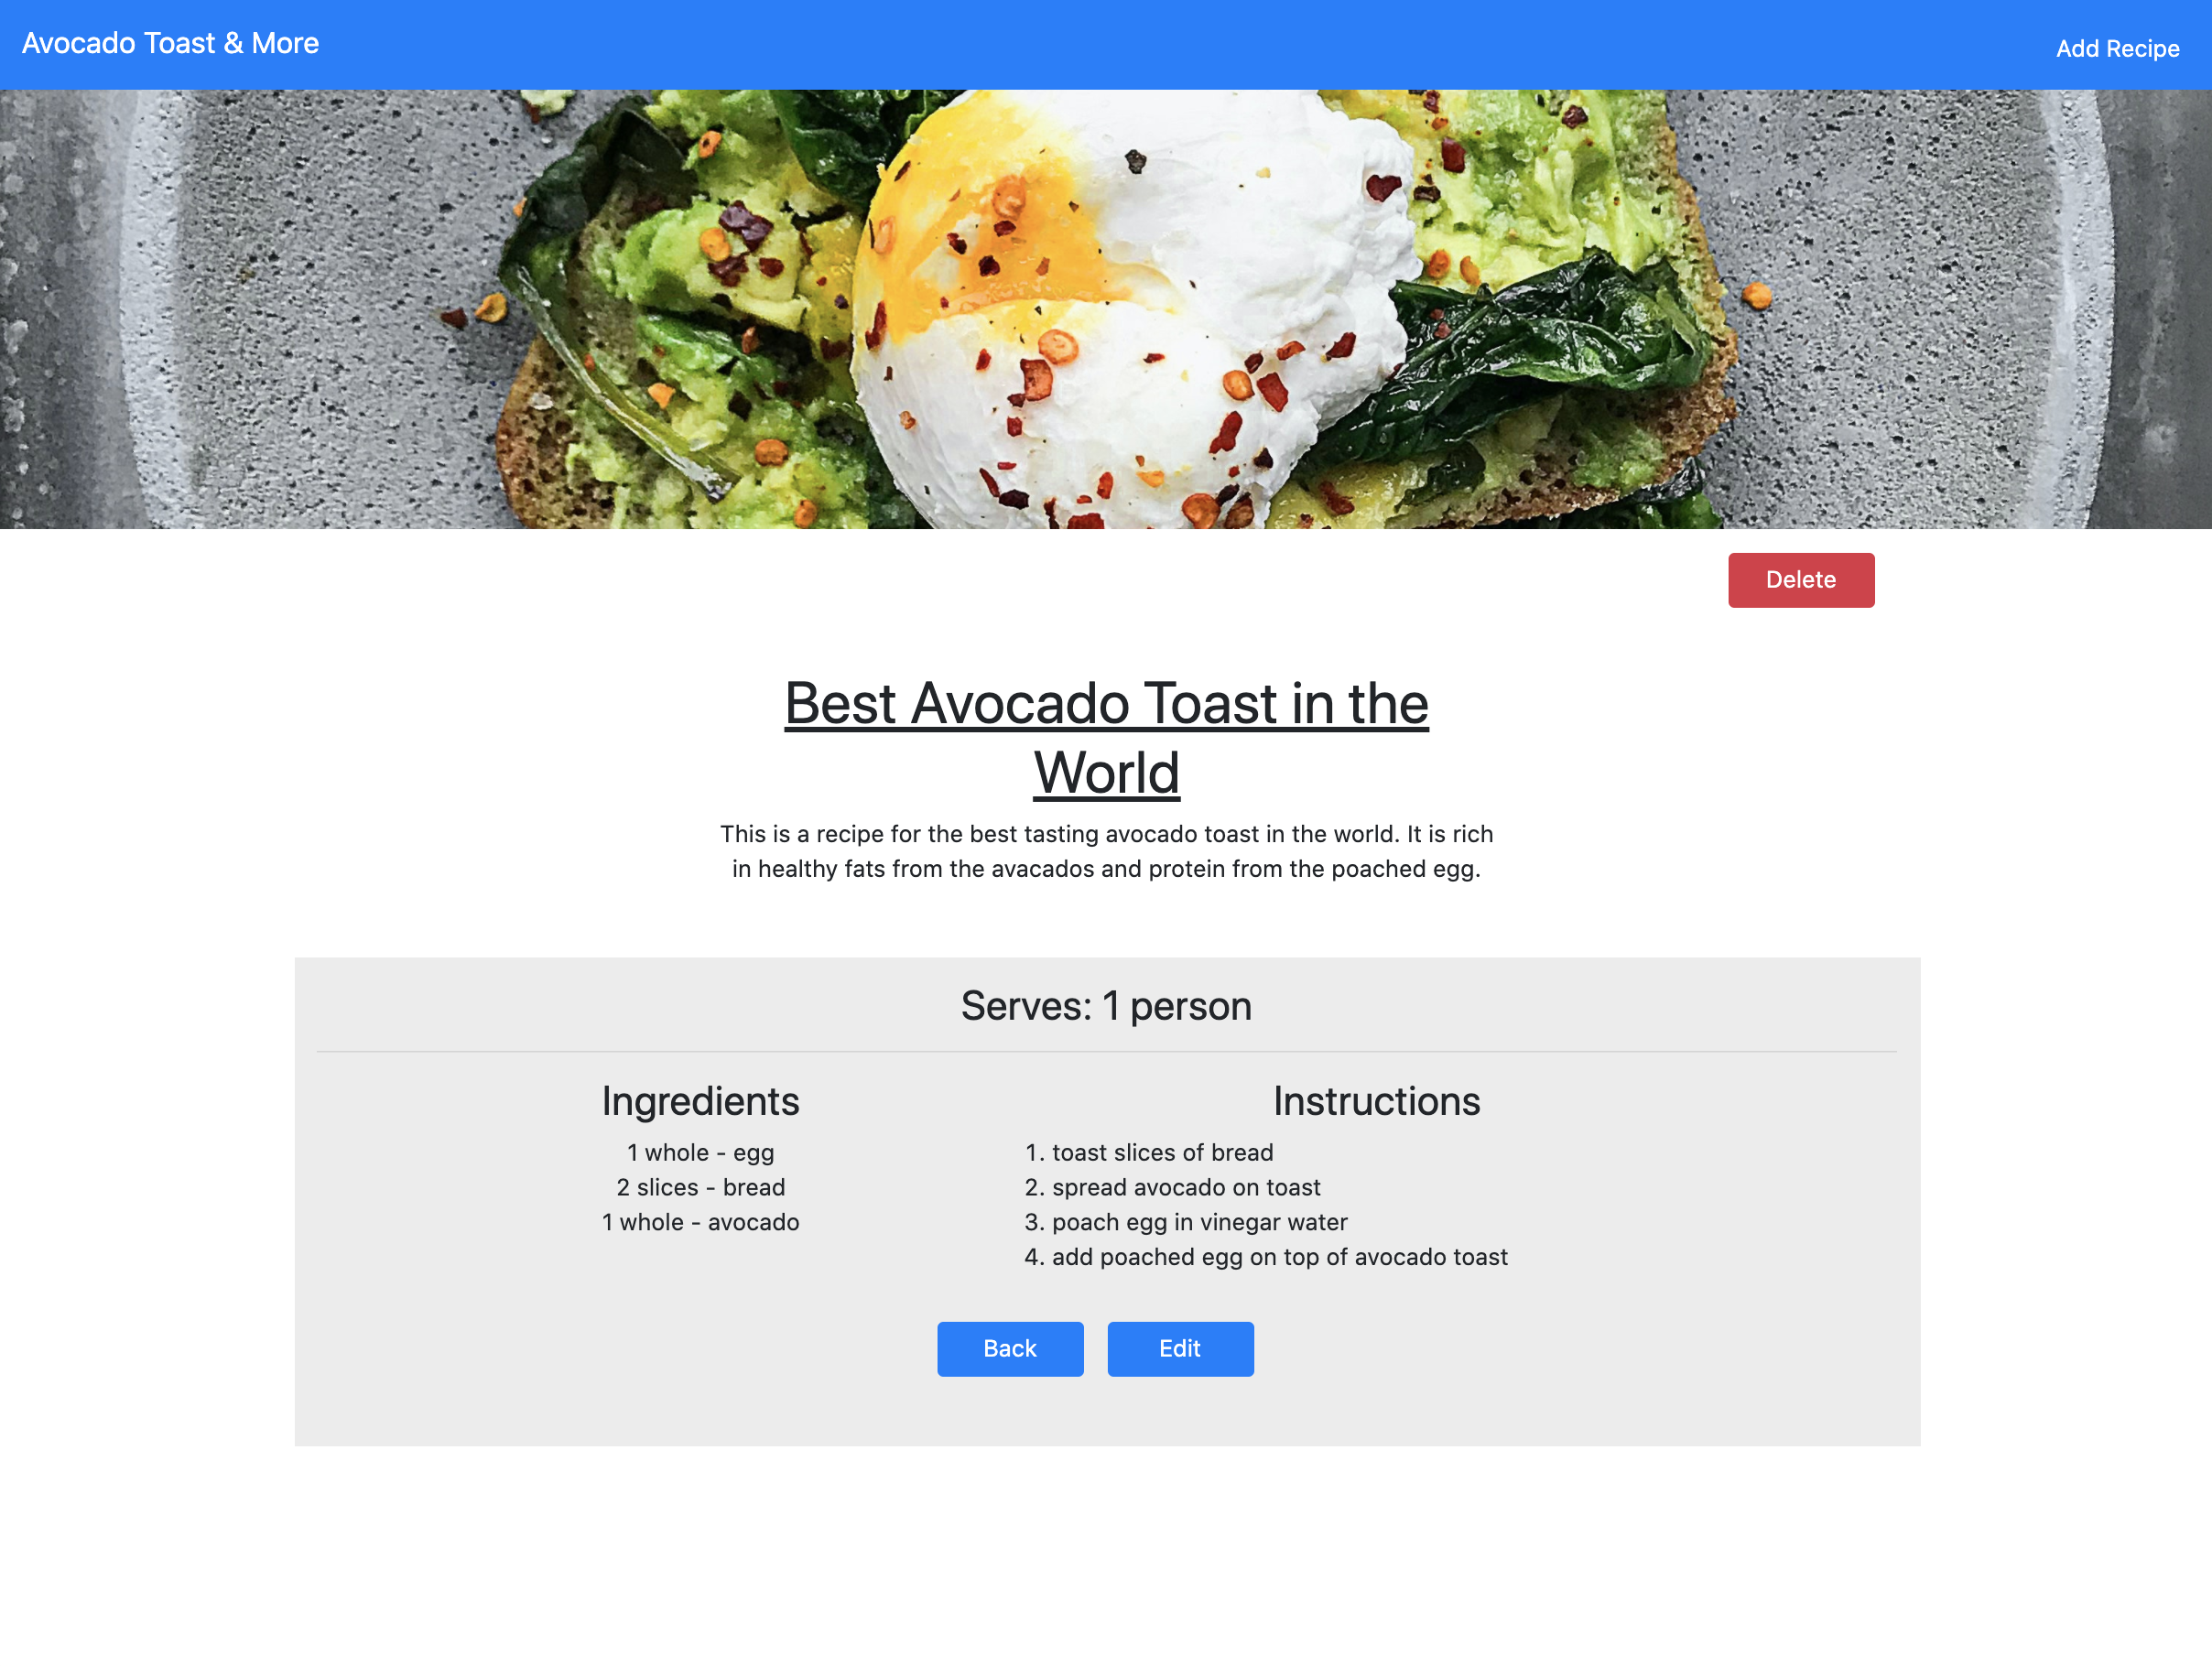 Avocado Toast & More
Add Recipe
Delete
Best Avocado Toast in the
World
This is a recipe for the best tasting avocado toast in the world. It is rich
in healthy fats from the avacados and protein from the poached egg.
Serves: 1 person
Ingredients
1 whole - egg
2 slices - bread
1 whole - avocado
Instructions
1. toast slices of bread
2. spread avocado on toast
3. poach egg in vinegar water
4. add poached egg on top of avocado toast
Back
Edit